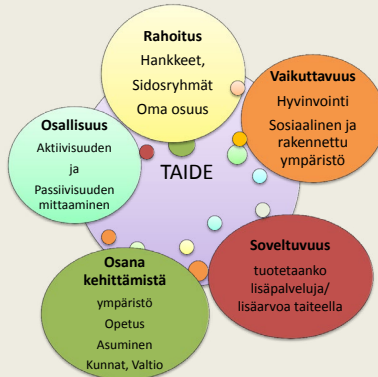 Rahoitus
Hankkeet,
Sidosryhmät
Oma osuus
Vaikuttavuus
Hyvinvointi
Sosiaalinen ja
rakennettu
ympäristö
Osallisuus
Aktiivisuuden
ja
Passiivisuuden
mittaaminen
TAIDE
Soveltuvuus
tuotetaanko
lisäpalveluja/
lisäarvoa taiteella
Osana
kehittämistä
ympäristö
Opetus
Asuminen
Kunnat, Valtio